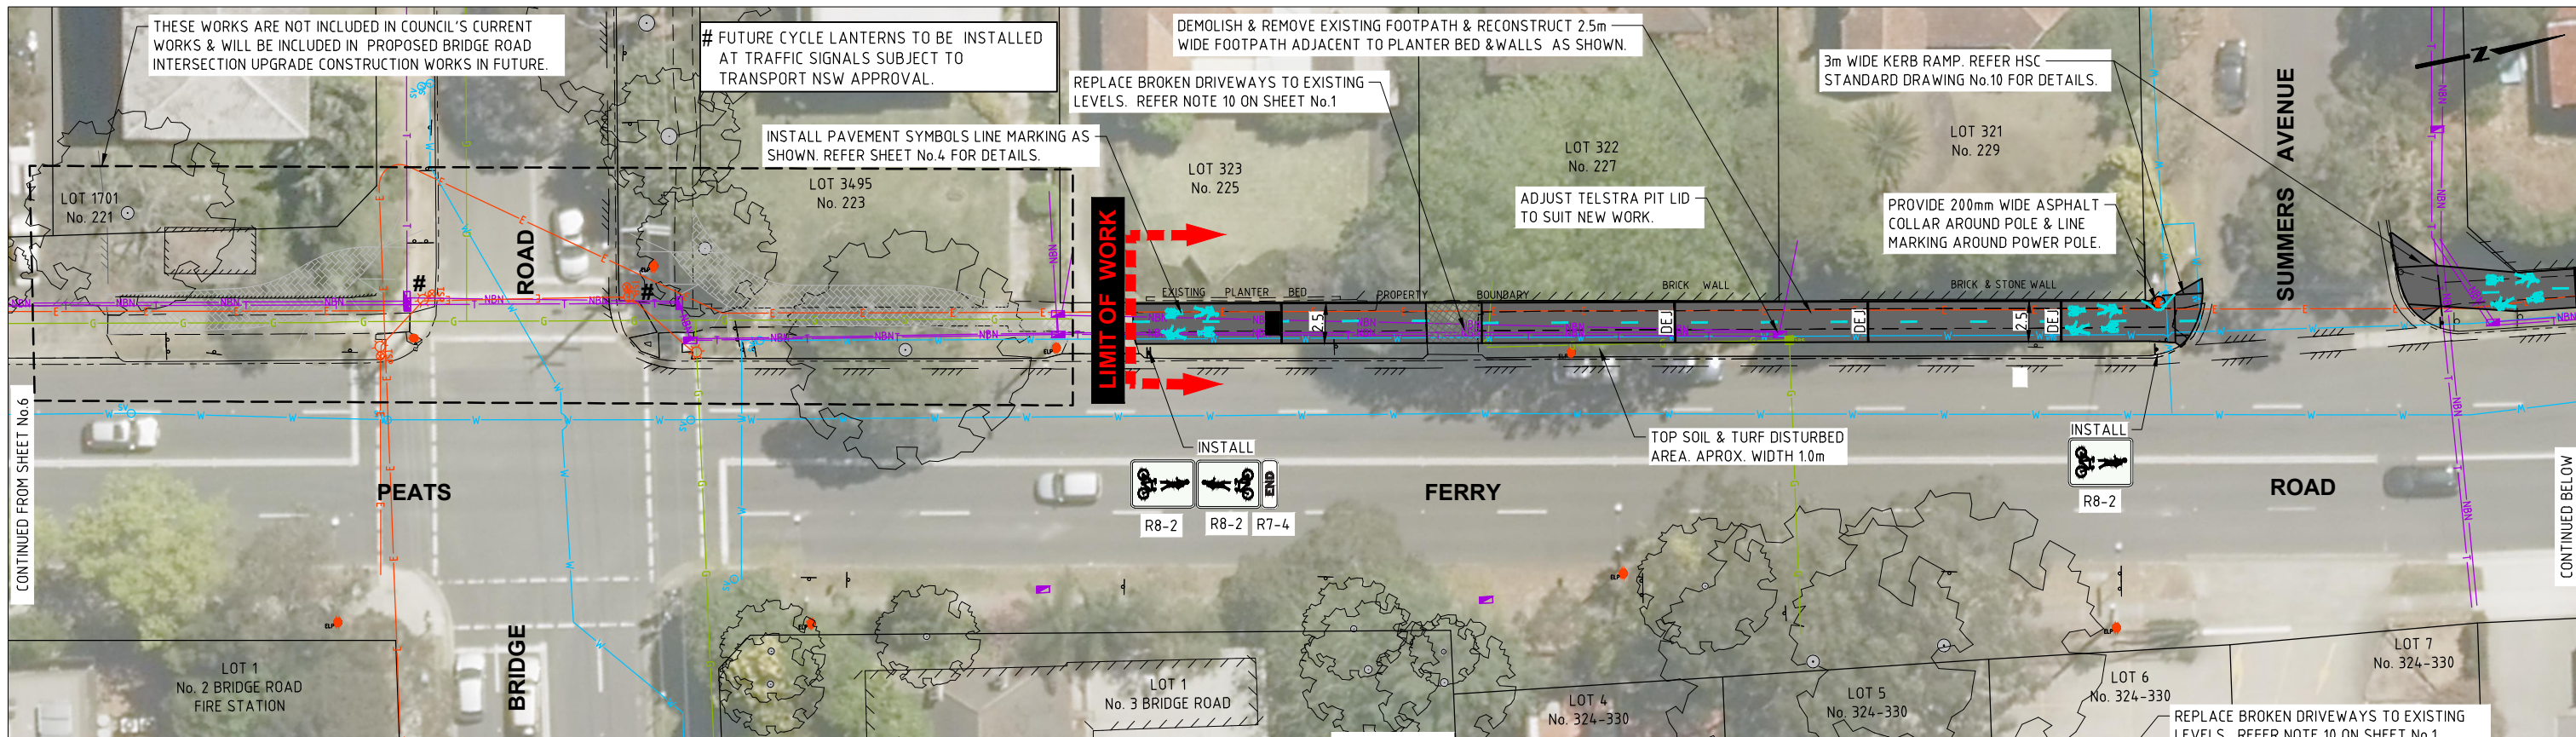 THESE WORKS ARE NOT INCLUDED IN COUNCIL'S CURRENT
WORKS & WILL BE INCLUDED IN PROPOSED BRIDGE ROAD
INTERSECTION UPGRADE CONSTRUCTION WORKS IN FUTURE.
# FUTURE CYCLE LANTERNS TO BE INSTALLED
AT TRAFFIC SIGNALS SUBJECT TO
TRANSPORT NSW APPROVAL.
DEMOLISH & REMOVE EXISTING FOOTPATH & RECONSTRUCT 2.5m
WIDE FOOTPATH ADJACENT TO PLANTER BED &WALLS AS SHOWN.
REPLACE BROKEN DRIVEWAYS TO EXISTING
LEVELS. REFER NOTE 10 ON SHEET No.1
3m WIDE KERB RAMP. REFER HSC
STANDARD DRAWING No.10 FOR DETAILS.
N
INSTALL PAVEMENT SYMBOLS LINE MARKING AS
SHOWN. REFER SHEET No.4 FOR DETAILS.
LOT 1701
No. 221
LOT 3495
No. 223
LOT 323
No. 225
LOT 322
No. 227
LOT 321
No. 229
ADJUST TELSTRA PIT LID
TO SUIT NEW WORK.
PROVIDE 200mm WIDE ASPHALT
COLLAR AROUND POLE & LINE
MARKING AROUND POWER POLE.
SUMMERS AVENUE
ROAD
LIMIT OF WORK
#
#
EXISTING PLANTER BED
PROPERTY BOUNDARY
BRICK WALL
BRICK & STONE WALL
2.5
DEJ
DEJ
2.5
DEJ
NBN
CONTINUED FROM SHEET No.6
PEATS
FERRY
ROAD
INSTALL
R8-2
R8-2
END
R7-4
TOP SOIL & TURF DISTURBED
AREA. APROX. WIDTH 1.0m
INSTALL
R8-2
CONTINUED BELOW
BRIDGE
LOT 1
No. 2 BRIDGE ROAD
FIRE STATION
LOT 1
No. 3 BRIDGE ROAD
LOT 4
No. 324-330
LOT 5
No. 324-330
LOT 6
No. 324-330
LOT 7
No. 324-330
REPLACE BROKEN DRIVEWAYS TO EXISTING
LEVELS. REFER NOTE 10 ON SHEET No.1